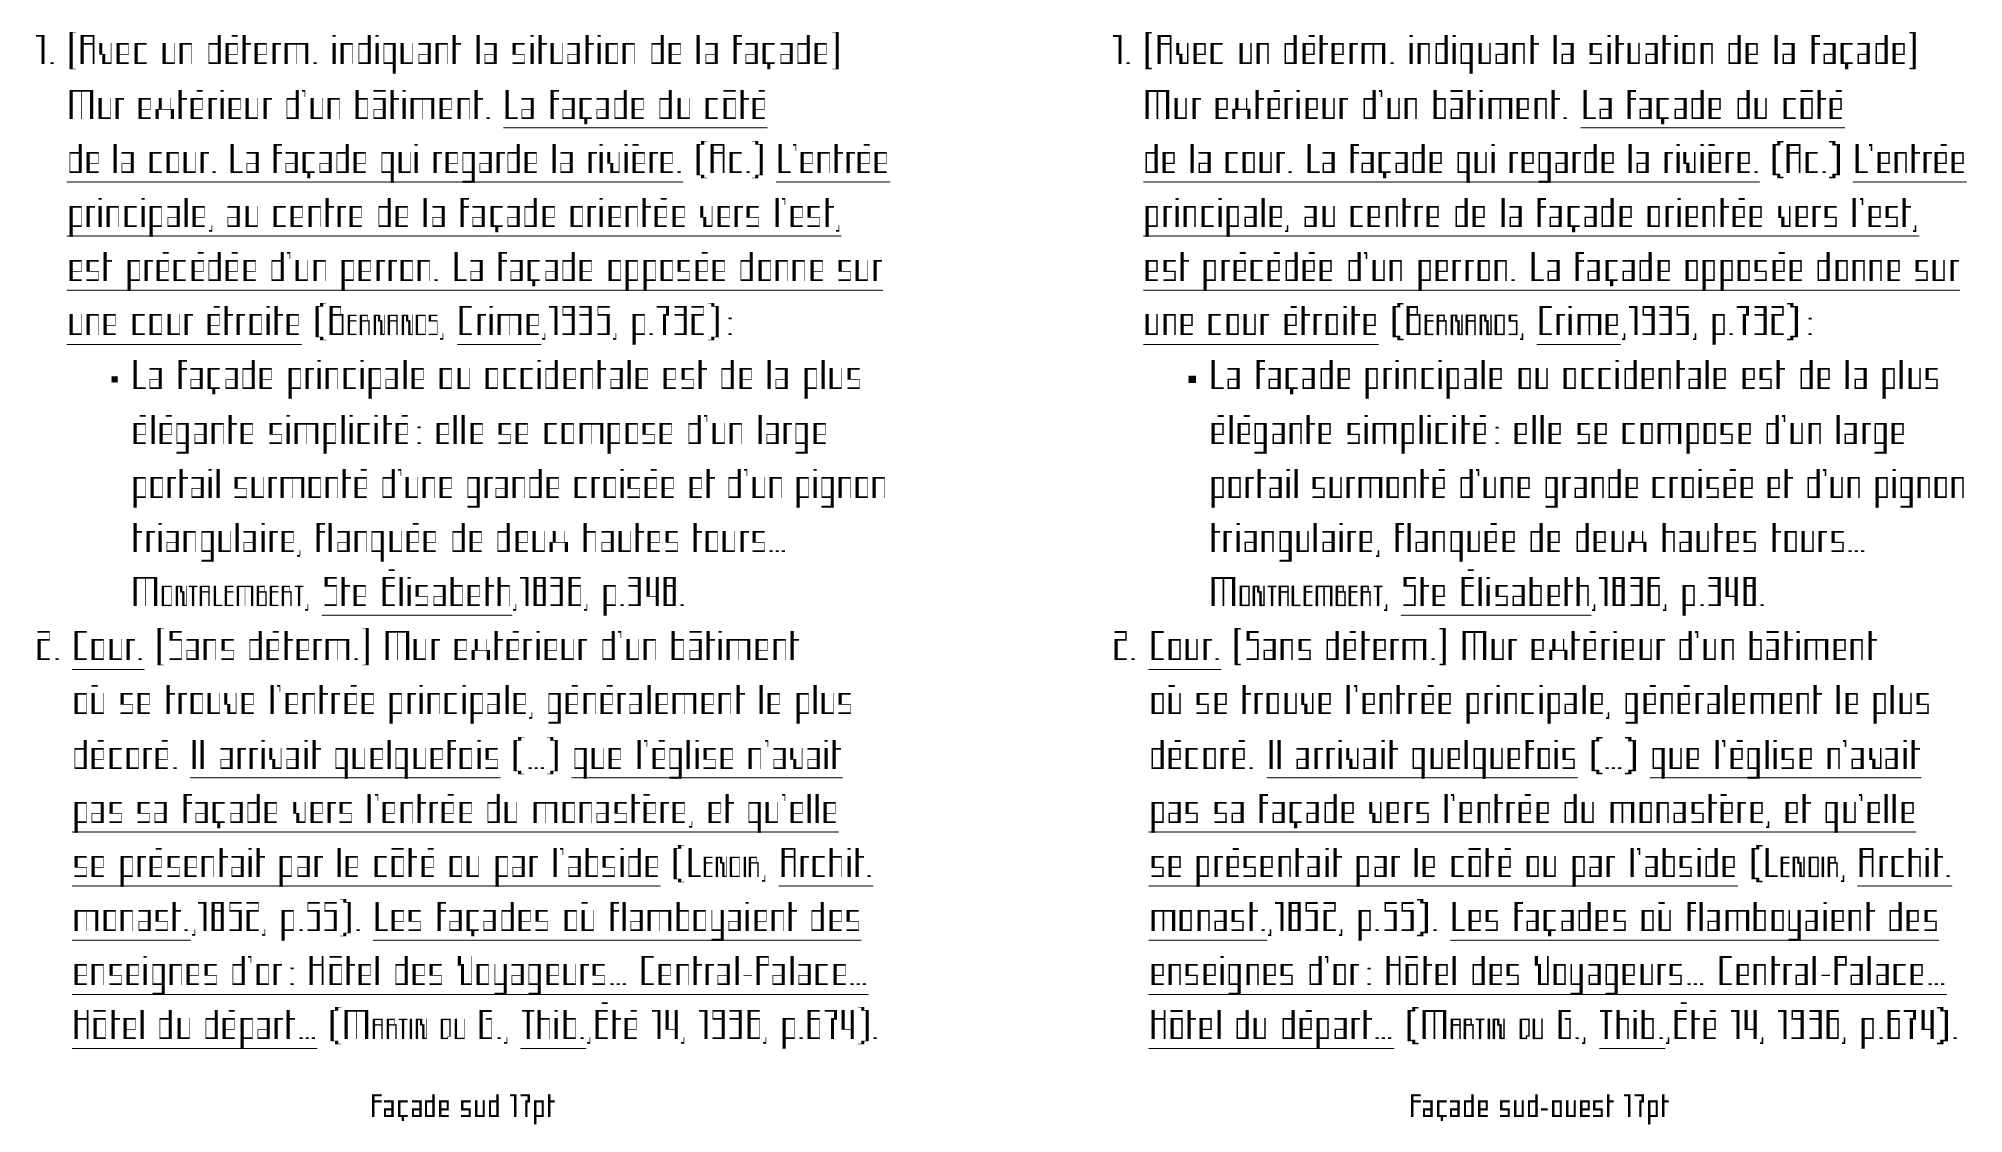 1. [Avec un déterm. indiquant la situation de la façade]
Mur extérieur d'un bâtiment. La façade du côté
de la cour. La façade qui regarde la rivière. (Ac.) L'entrée
principale, au centre de la façade orientée vers l'est,
est précédée d'un perron. La façade opposée donne sur
une cour étroite (Bernanos, Crime,1935, p.732) :
▪ La façade principale ou occidentale est de la plus
élégante simplicité : elle se compose d'un large
portail surmonté d'une grande croisée et d'un pignon
triangulaire, flanquée de deux hautes tours...
Montalembert, Ste Élisabeth,1836, p.348.
2. Cour. [Sans déterm.] Mur extérieur d'un bâtiment
où se trouve l'entrée principale, généralement le plus
décoré. Il arrivait quelquefois (...) que l'église n'avait
pas sa façade vers l'entrée du monastère, et qu'elle
se présentait par le côté ou par l'abside (Lenoir, Archit.
monast.,1852, p.55). Les façades où flamboyaient des
enseignes d'or : Hôtel des Voyageurs... Central-Palace...
Hôtel du départ... (Martin du G., Thib.,Été 14, 1936, p.674).
Façade sud 17pt
1. [Avec un déterm. indiquant la situation de la façade]
Mur extérieur d'un bâtiment. La façade du côté
de la cour. La façade qui regarde la rivière. (Ac.) L'entrée
principale, au centre de la façade orientée vers l'est,
est précédée d'un perron. La façade opposée donne sur
une cour étroite (Bernanos, Crime,1935, p.732) :
▪ La façade principale ou occidentale est de la plus
élégante simplicité : elle se compose d'un large
portail surmonté d'une grande croisée et d'un pignon
triangulaire, flanquée de deux hautes tours...
Montalembert, Ste Élisabeth,1836, p.348.
2. Cour. [Sans déterm.] Mur extérieur d'un bâtiment
où se trouve l'entrée principale, généralement le plus
décoré. Il arrivait quelquefois (...) que l'église n'avait
pas sa façade vers l'entrée du monastère, et qu'elle
se présentait par le côté ou par l'abside (Lenoir, Archit.
monast.,1852, p.55). Les façades où flamboyaient des
enseignes d'or : Hôtel des Voyageurs... Central-Palace...
Hôtel du départ... (Martin du G., Thib.,Été 14, 1936, p.674).
Façade sud-ouest 17pt